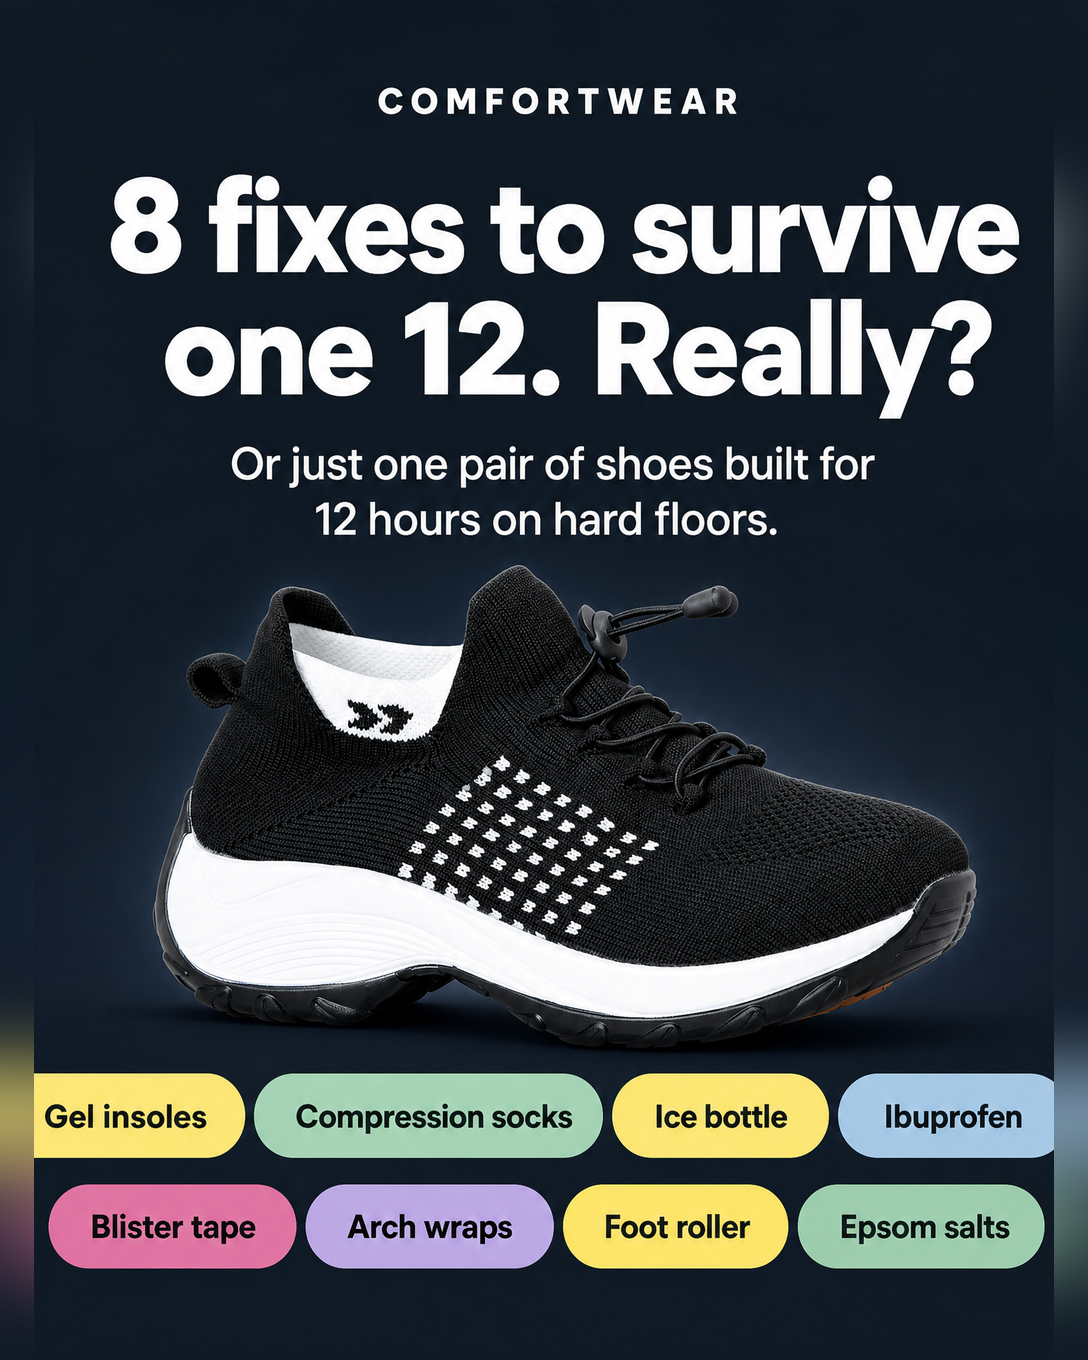 COMFORTWEAR
8 fixes to survive
one 12. Really?
Or just one pair of shoes built for
12 hours on hard floors.
Gel insoles Compression socks Ice bottle Ibuprofen
Blister tape Arch wraps Foot roller Epsom salts